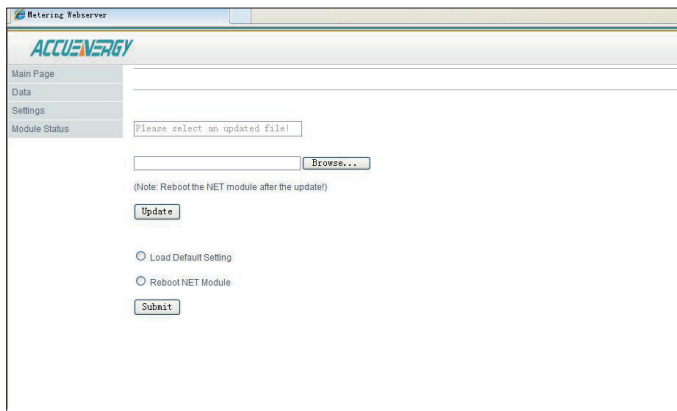 Metering Webserver
ACCUENERGY
Main Page
Data
Settings
Module Status
Please select an updated file!
Browse...
(Note: Reboot the NET module after the update!)
Update
Load Default Setting
Reboot NET Module
Submit